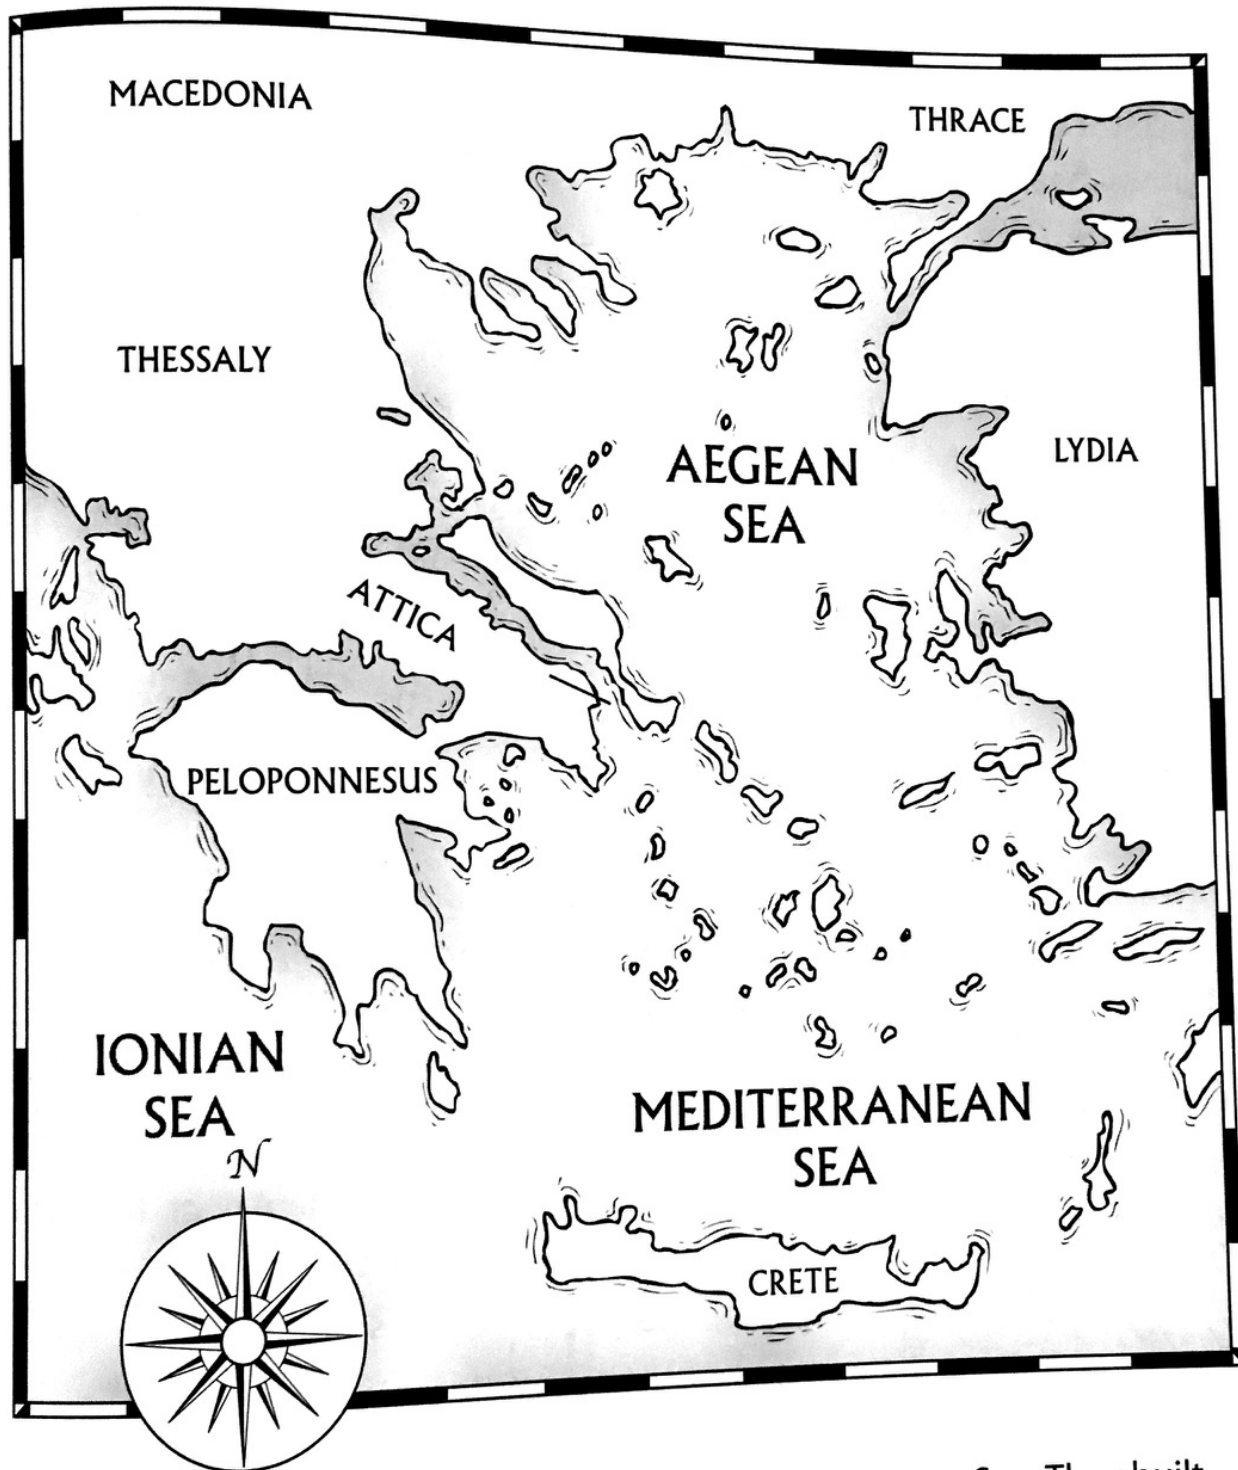 MACEDONIA
THRACE
THESSALY
AEGEAN
SEA
LYDIA
ATTICA
PELOPONNESUS
IONIAN
SEA
MEDITERRANEAN
SEA
N
CRETE